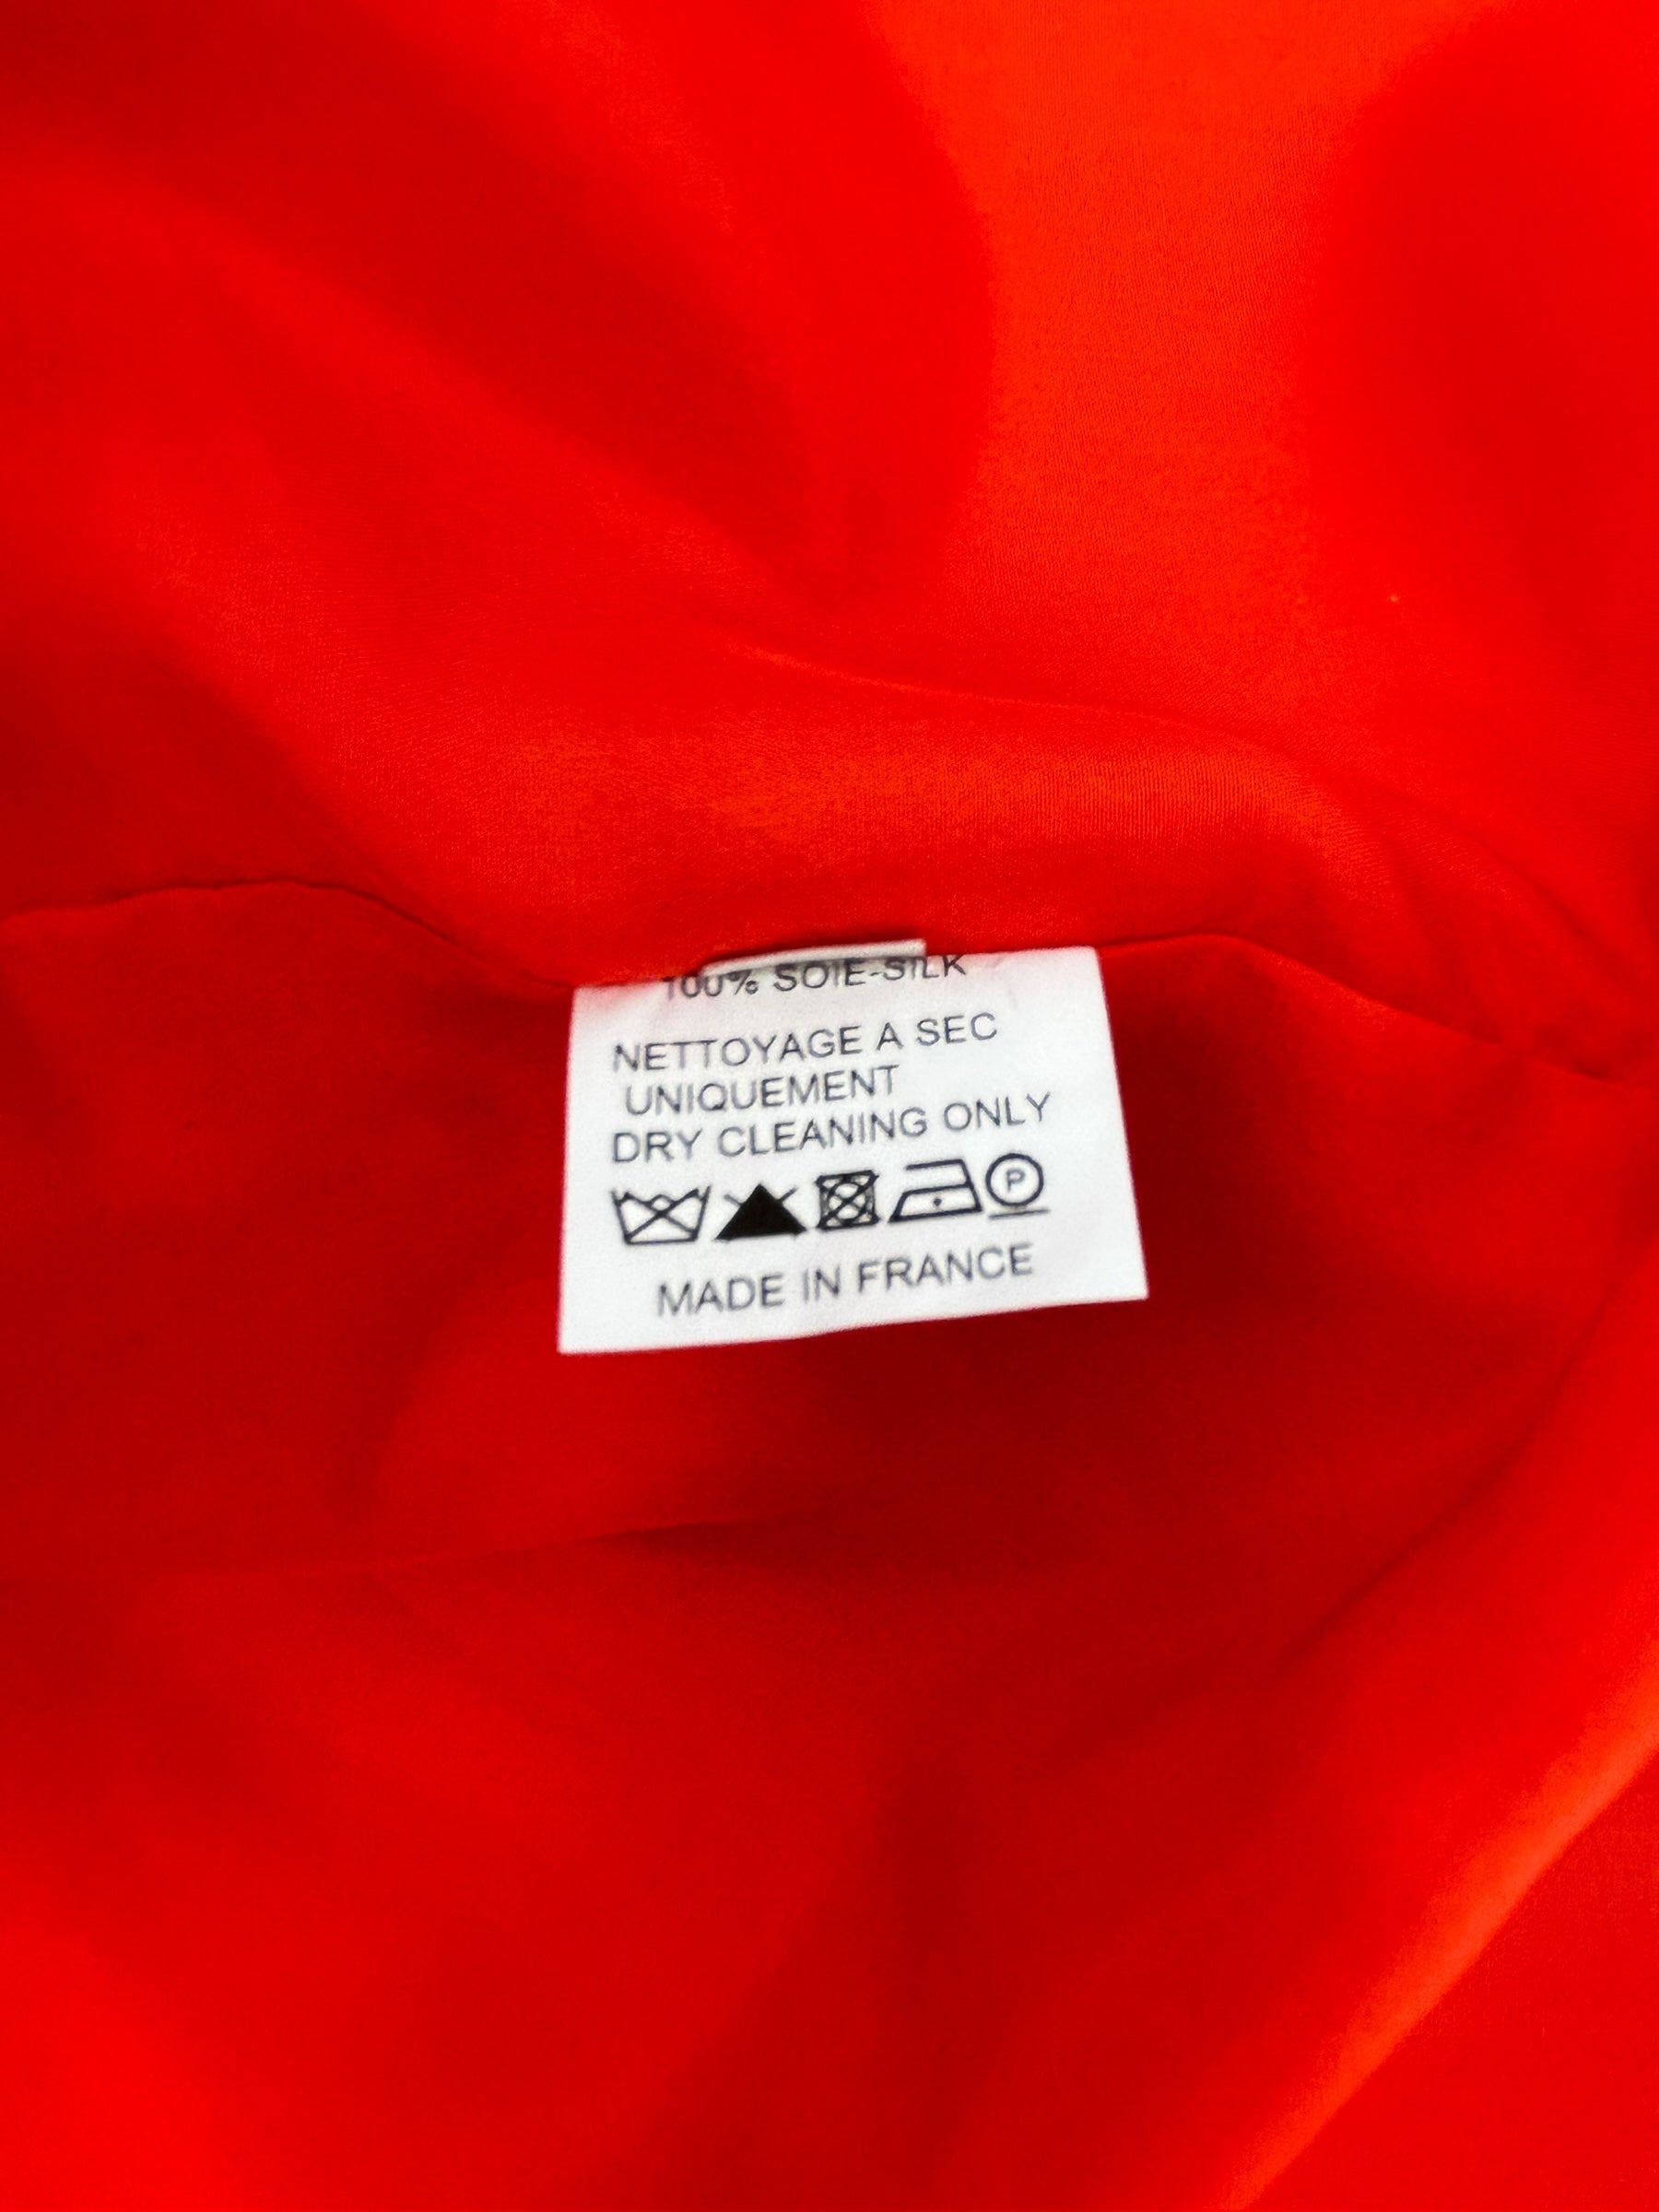 100% SOIE-SILK
NETTOYAGE A SEC
UNIQUEMENT
DRY CLEANING ONLY
P
MADE IN FRANCE